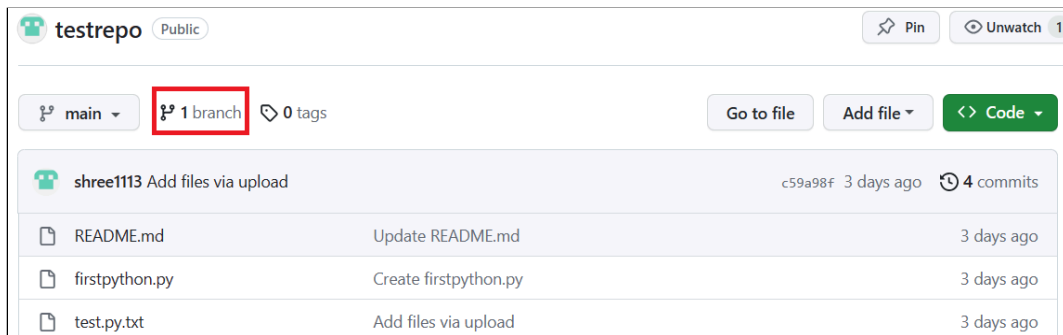 testrepo Public Pin Unwatch 1
main 1 branch 0 tags Go to file Add file <> Code
shree1113 Add files via upload c59a98f 3 days ago 4 commits
README.md Update README.md 3 days ago
firstpython.py Create firstpython.py 3 days ago
test.py.txt Add files via upload 3 days ago